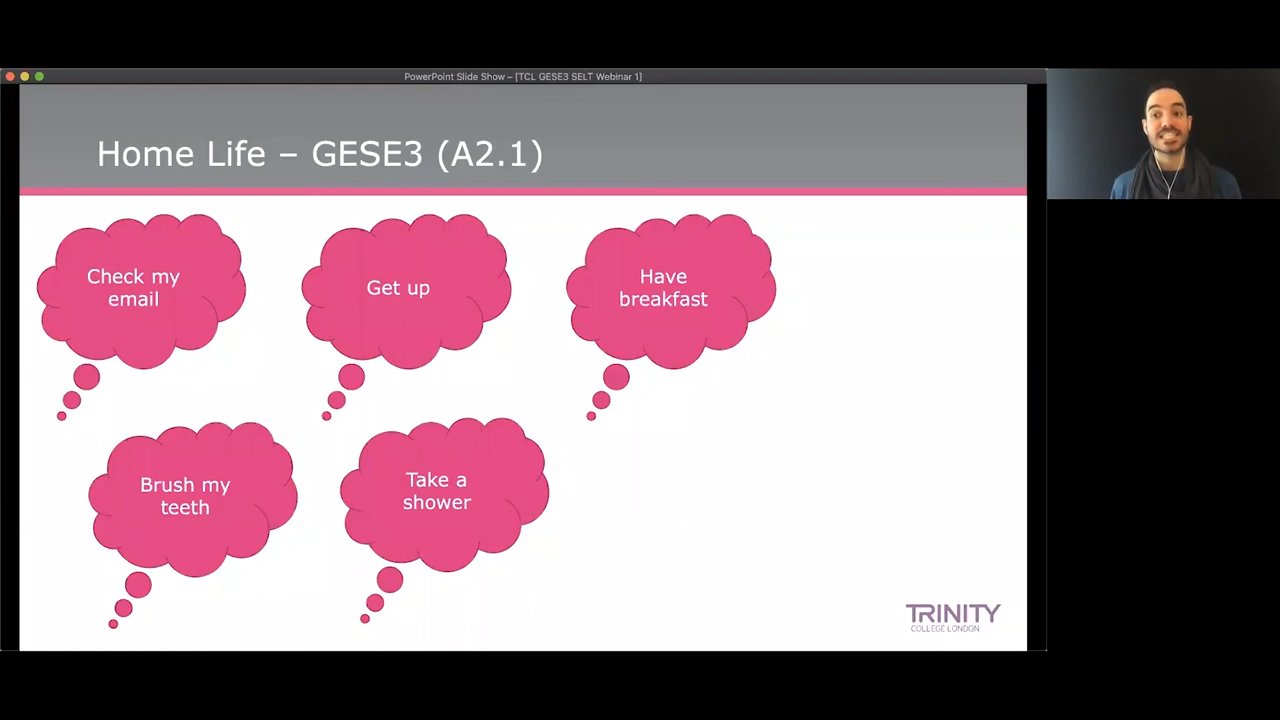 PowerPoint Slide Show – [TCL GESE3 SELT Webinar 1]
Home Life – GESE3 (A2.1)
Check my
email
Get up
Have
breakfast
Brush my
teeth
Take a
shower
TRINITY
COLLEGE LONDON